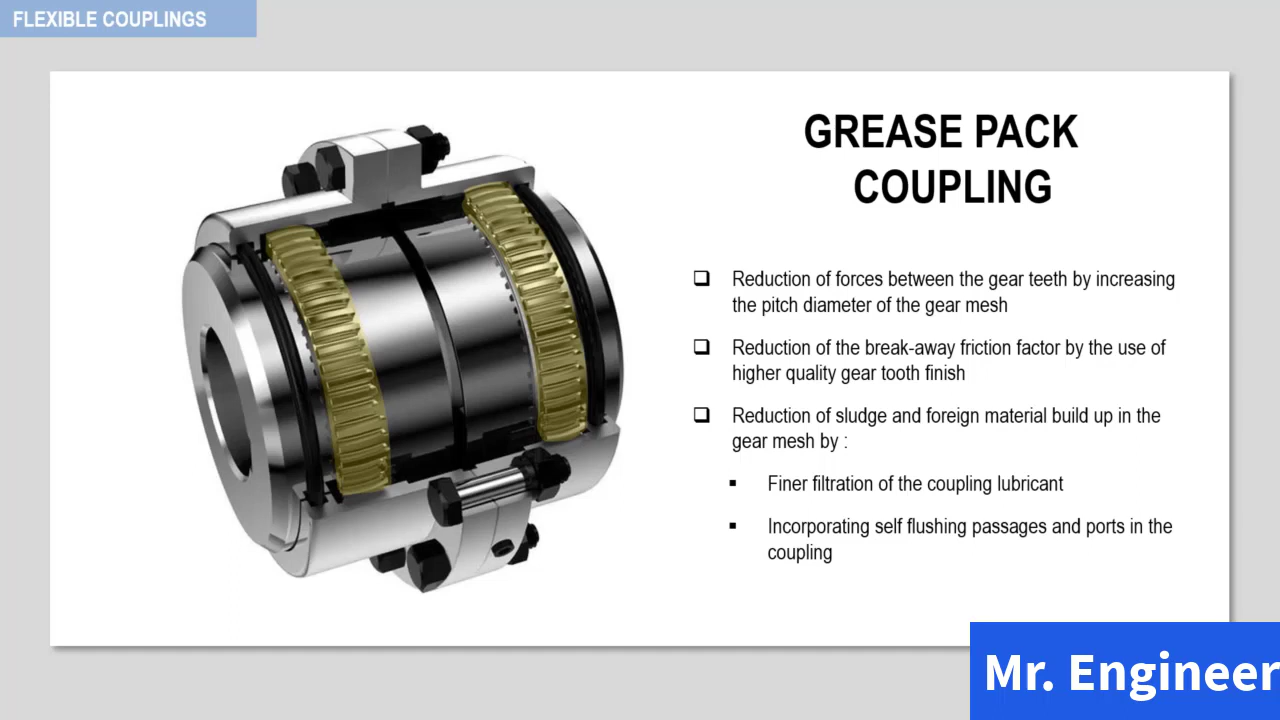 FLEXIBLE COUPLINGS
GREASE PACK
COUPLING
❑ Reduction of forces between the gear teeth by increasing
the pitch diameter of the gear mesh
❑ Reduction of the break-away friction factor by the use of
higher quality gear tooth finish
❑ Reduction of sludge and foreign material build up in the
gear mesh by :
▪ Finer filtration of the coupling lubricant
▪ Incorporating self flushing passages and ports in the
coupling
Mr. Engineer